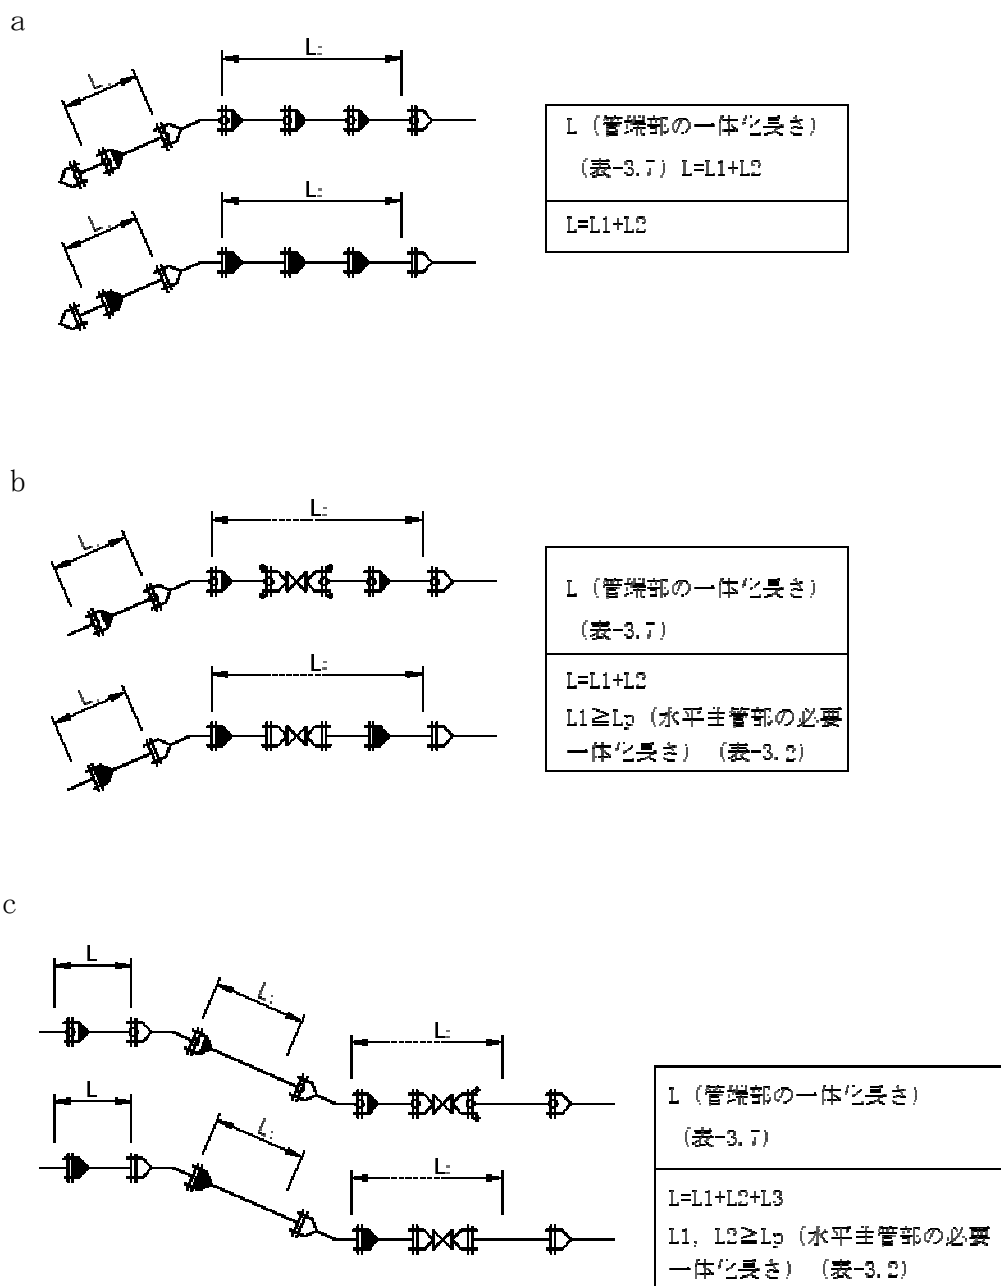 a
L
L
L
L
L（管端部の一体化長さ）
（表-3.7）L=L1+L2
L=L1+L2
b
L
L
L
L
L（管端部の一体化長さ）
（表-3.7）
L=L1+L2
L1≧Lp（水平曲管部の必要
一体化長さ）（表-3.2）
c
L
L
L
L
L
L
L（管端部の一体化長さ）
（表-3.7）
L=L1+L2+L3
L1, L2≧Lp（水平曲管部の必要
一体化長さ）（表-3.2）